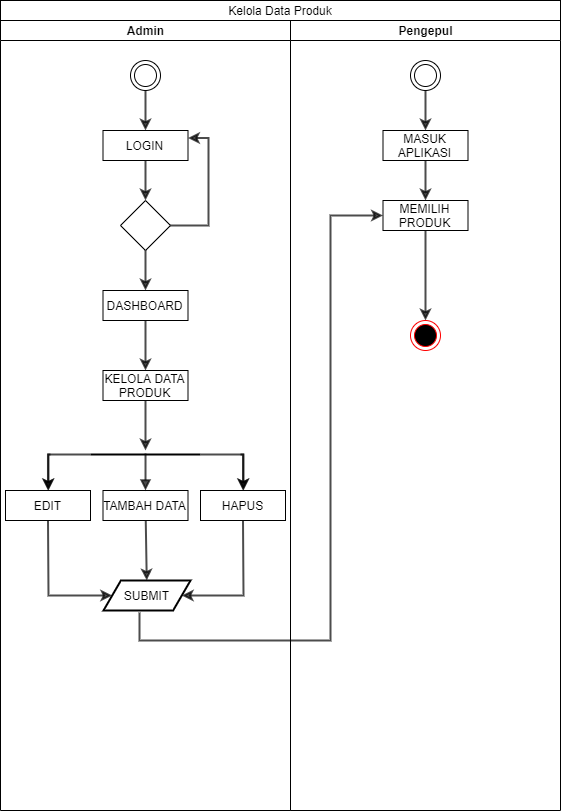 Kelola Data Produk
Admin
Pengepul
LOGIN
MASUK
APLIKASI
MEMILIH
PRODUK
DASHBOARD
KELOLA DATA
PRODUK
EDIT
TAMBAH DATA
HAPUS
SUBMIT